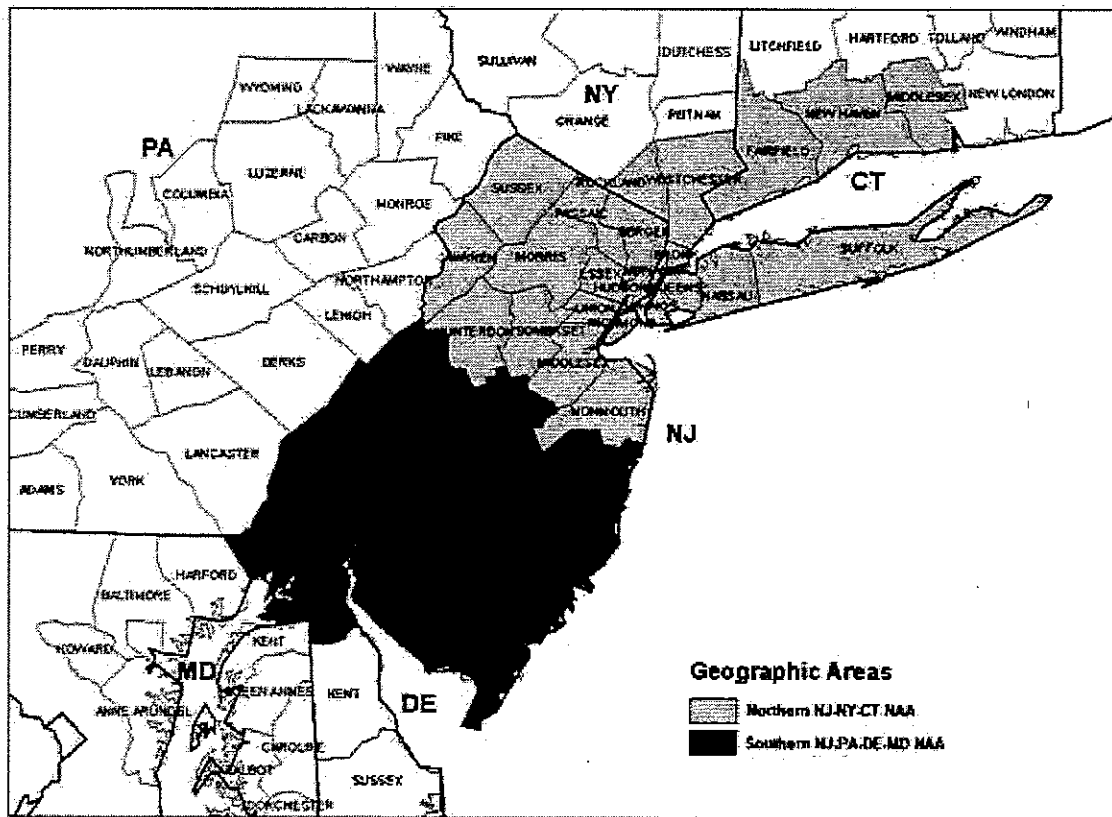 SULLIVAN
DUTCHESS
LITCHFIELD
HARTFORD
TOLLAND
WINDHAM
WAYNE
WYOMING
LACKAWANNA
NY
ORANGE
PUTNAM
MIDDLESEX
NEW LONDON
NEW HAVEN
PIKE
PA
FAIRFIELD
LUZERNE
SUSSEX
ROCKLAND
WESTCHESTER
CT
COLUMBIA
MONROE
PASSAIC
BERGEN
CARBON
NORTHUMBERLAND
SUFFOLK
WARREN
MORRIS
BRONX
NORTHAMPTON
ESSEX
SCHUYLKILL
HUDSON
QUEENS
NASSAU
LEHIGH
UNION
HUNTERDON
SOMERSET
RICHMOND
PERRY
DAUPHIN
LEBANON
BERKS
MIDDLESEX
CUMBERLAND
MONMOUTH
NJ
LANCASTER
ADAMS
YORK
HARFORD
BALTIMORE
HOWARD
KENT
MD
ANNE ARUNDEL
QUEEN ANNES
KENT
DE
CAROLINE
TALBOT
SUSSEX
DORCHESTER
Geographic Areas
Northern NJ-NY-CT NAA
Southern NJ-PA-DE-MD NAA